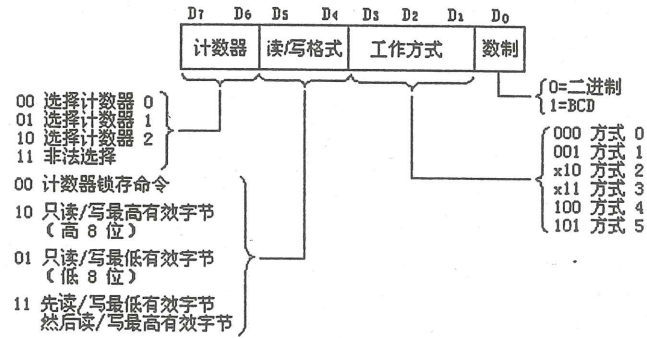 D7 D6 D5 D4 D3 D2 D1 D0
计数器 读/写格式 工作方式 数制
0=二进制
1=BCD
00 选择计数器 0
01 选择计数器 1
10 选择计数器 2
11 非法选择
000 方式 0
001 方式 1
x10 方式 2
x11 方式 3
100 方式 4
101 方式 5
00 计数器锁存命令
10 只读/写最高有效字节
(高 8 位)
01 只读/写最低有效字节
(低 8 位)
11 先读/写最低有效字节
然后读/写最高有效字节